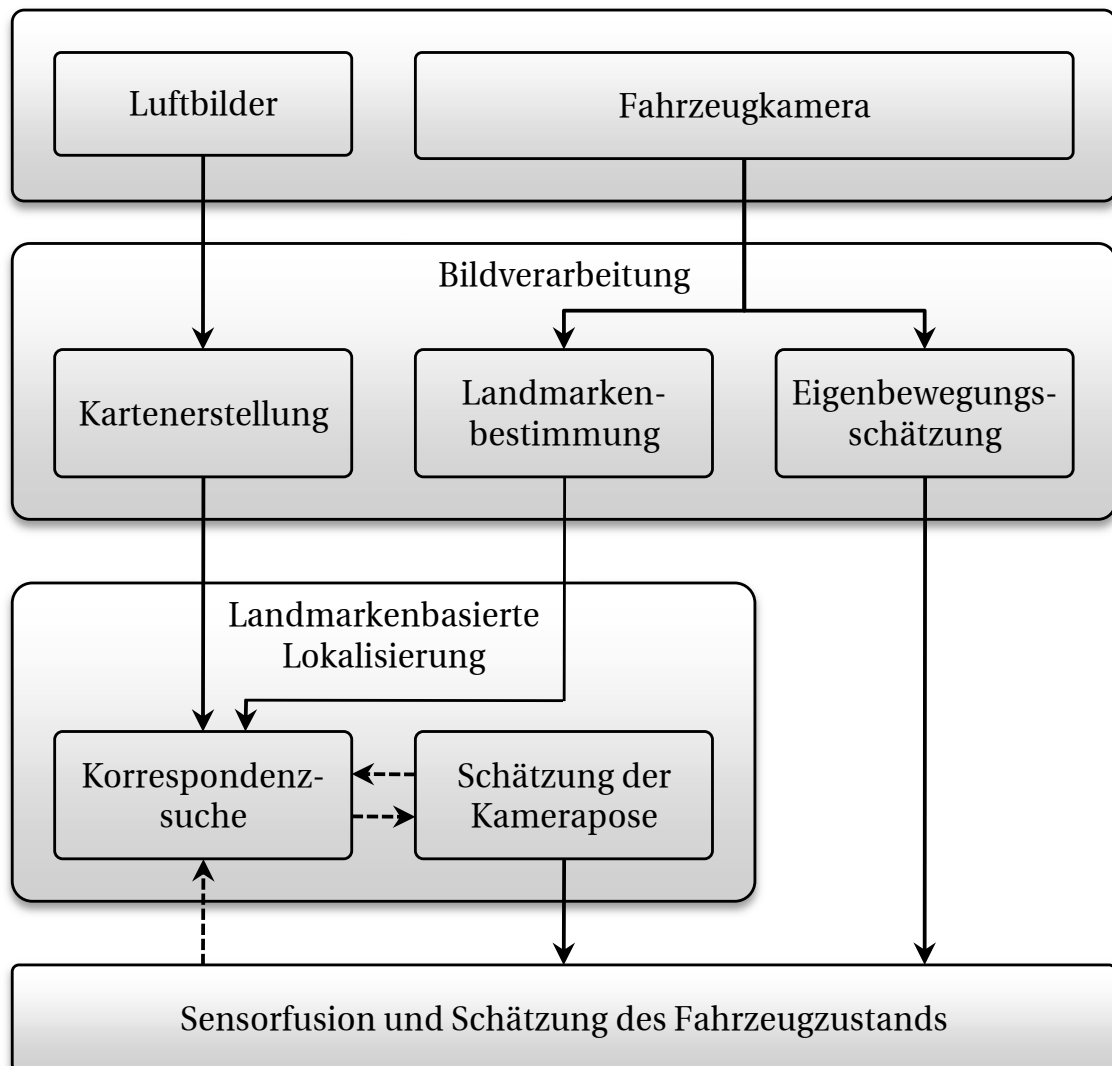 Luftbilder
Fahrzeugkamera
Bildverarbeitung
Kartenerstellung
Landmarken-
bestimmung
Eigenbewegungs-
schätzung
Landmarkenbasierte
Lokalisierung
Korrespondenz-
suche
Schätzung der
Kamerapose
Sensorfusion und Schätzung des Fahrzeugzustands